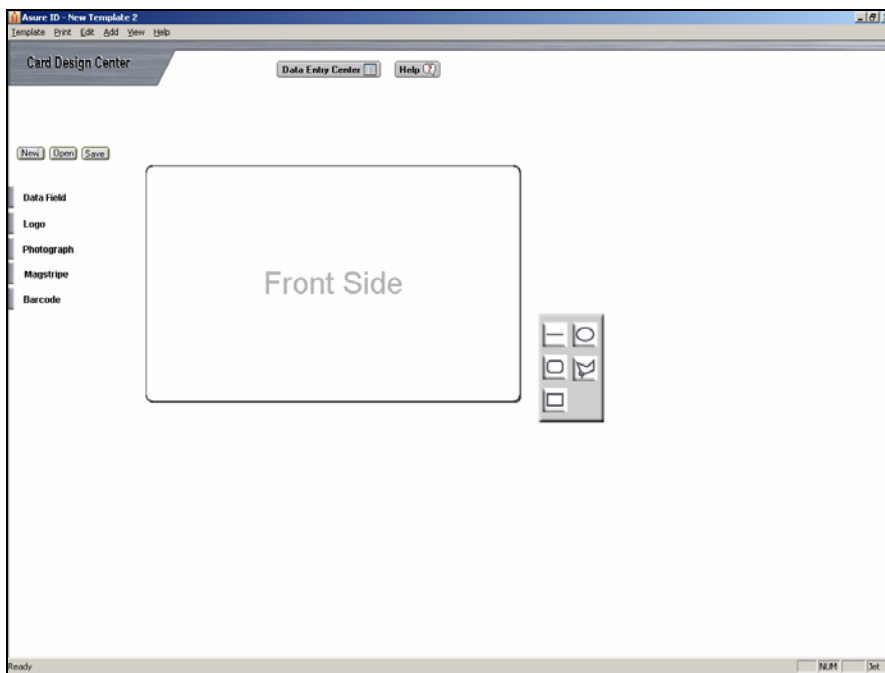 Asure ID - New Template 2
Template Print Edit Add View Help
Card Design Center
Data Entry Center
Help
New Open Save
Data Field
Logo
Photograph
Magstripe
Barcode
Front Side
Ready
NUM
Jet